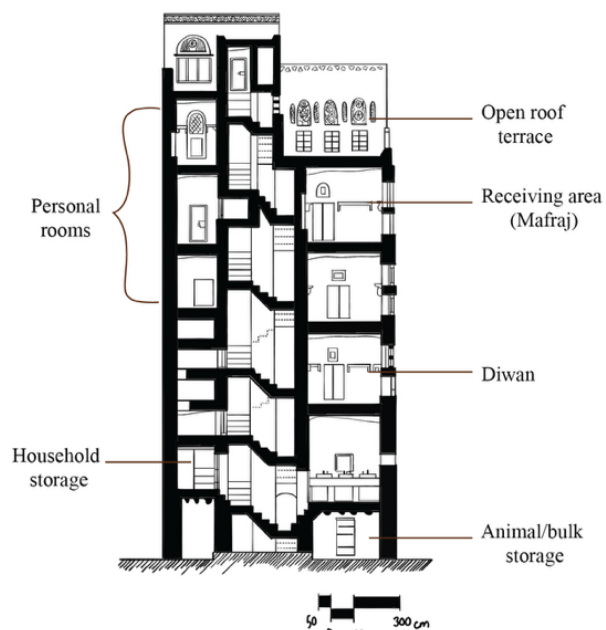 Open roof
terrace
Receiving area
(Mafraj)
Personal
rooms
Diwan
Household
storage
Animal/bulk
storage
50 300 cm